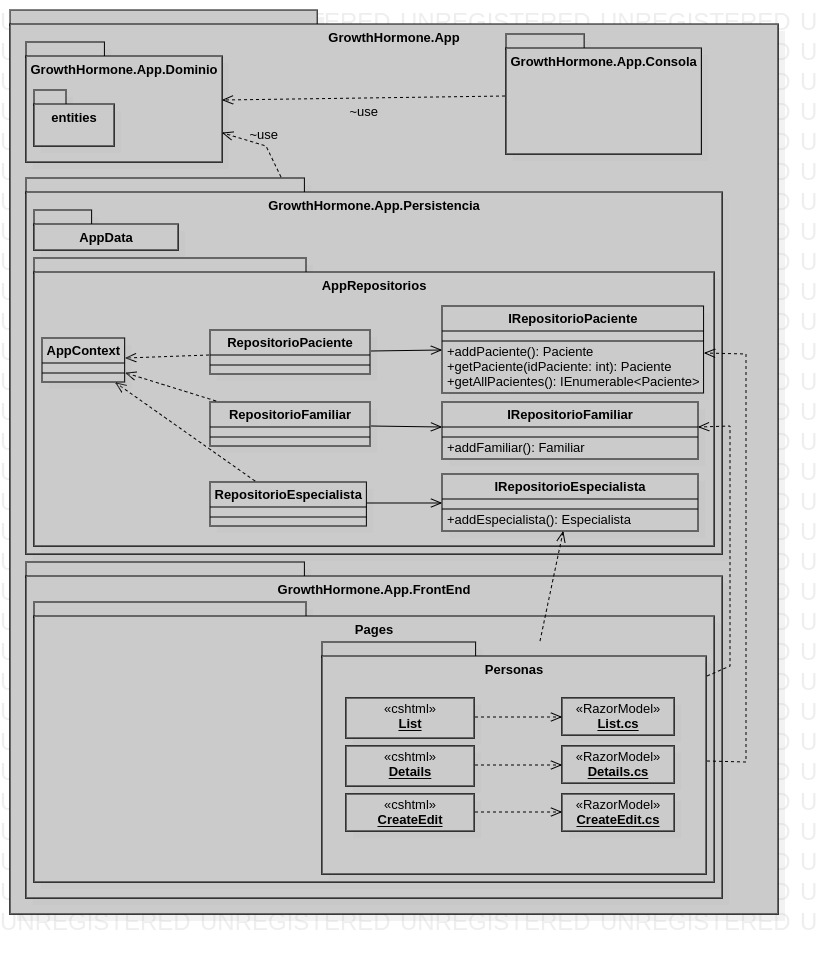 GrowthHormone.App
GrowthHormone.App.Dominio
entities
GrowthHormone.App.Consola
~use
~use
GrowthHormone.App.Persistencia
AppData
AppRepositorios
AppContext
RepositorioPaciente
IRepositorioPaciente
+addPaciente(): Paciente
+getPaciente(idPaciente: int): Paciente
+getAllPacientes(): IEnumerable<Paciente>
RepositorioFamiliar
IRepositorioFamiliar
+addFamiliar(): Familiar
RepositorioEspecialista
IRepositorioEspecialista
+addEspecialista(): Especialista
GrowthHormone.App.FrontEnd
Pages
Personas
«cshtml»
List
«RazorModel»
List.cs
«cshtml»
Details
«RazorModel»
Details.cs
«cshtml»
CreateEdit
«RazorModel»
CreateEdit.cs
UNREGISTERED UNREGISTERED UNREGISTERED UNREGISTERED U